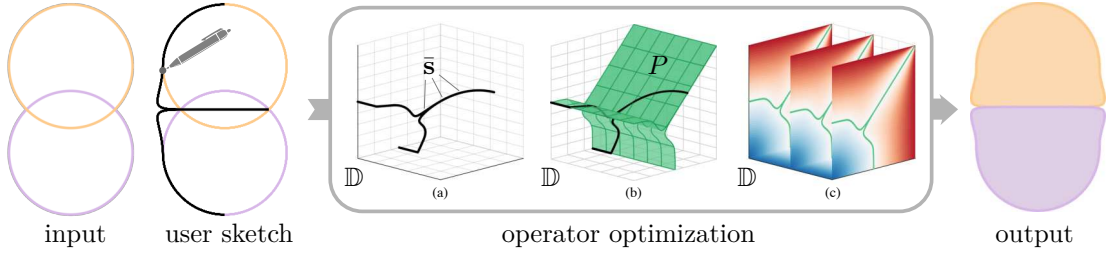 s̄
P
𝔻
(a)
𝔻
(b)
𝔻
(c)
input
user sketch
operator optimization
output